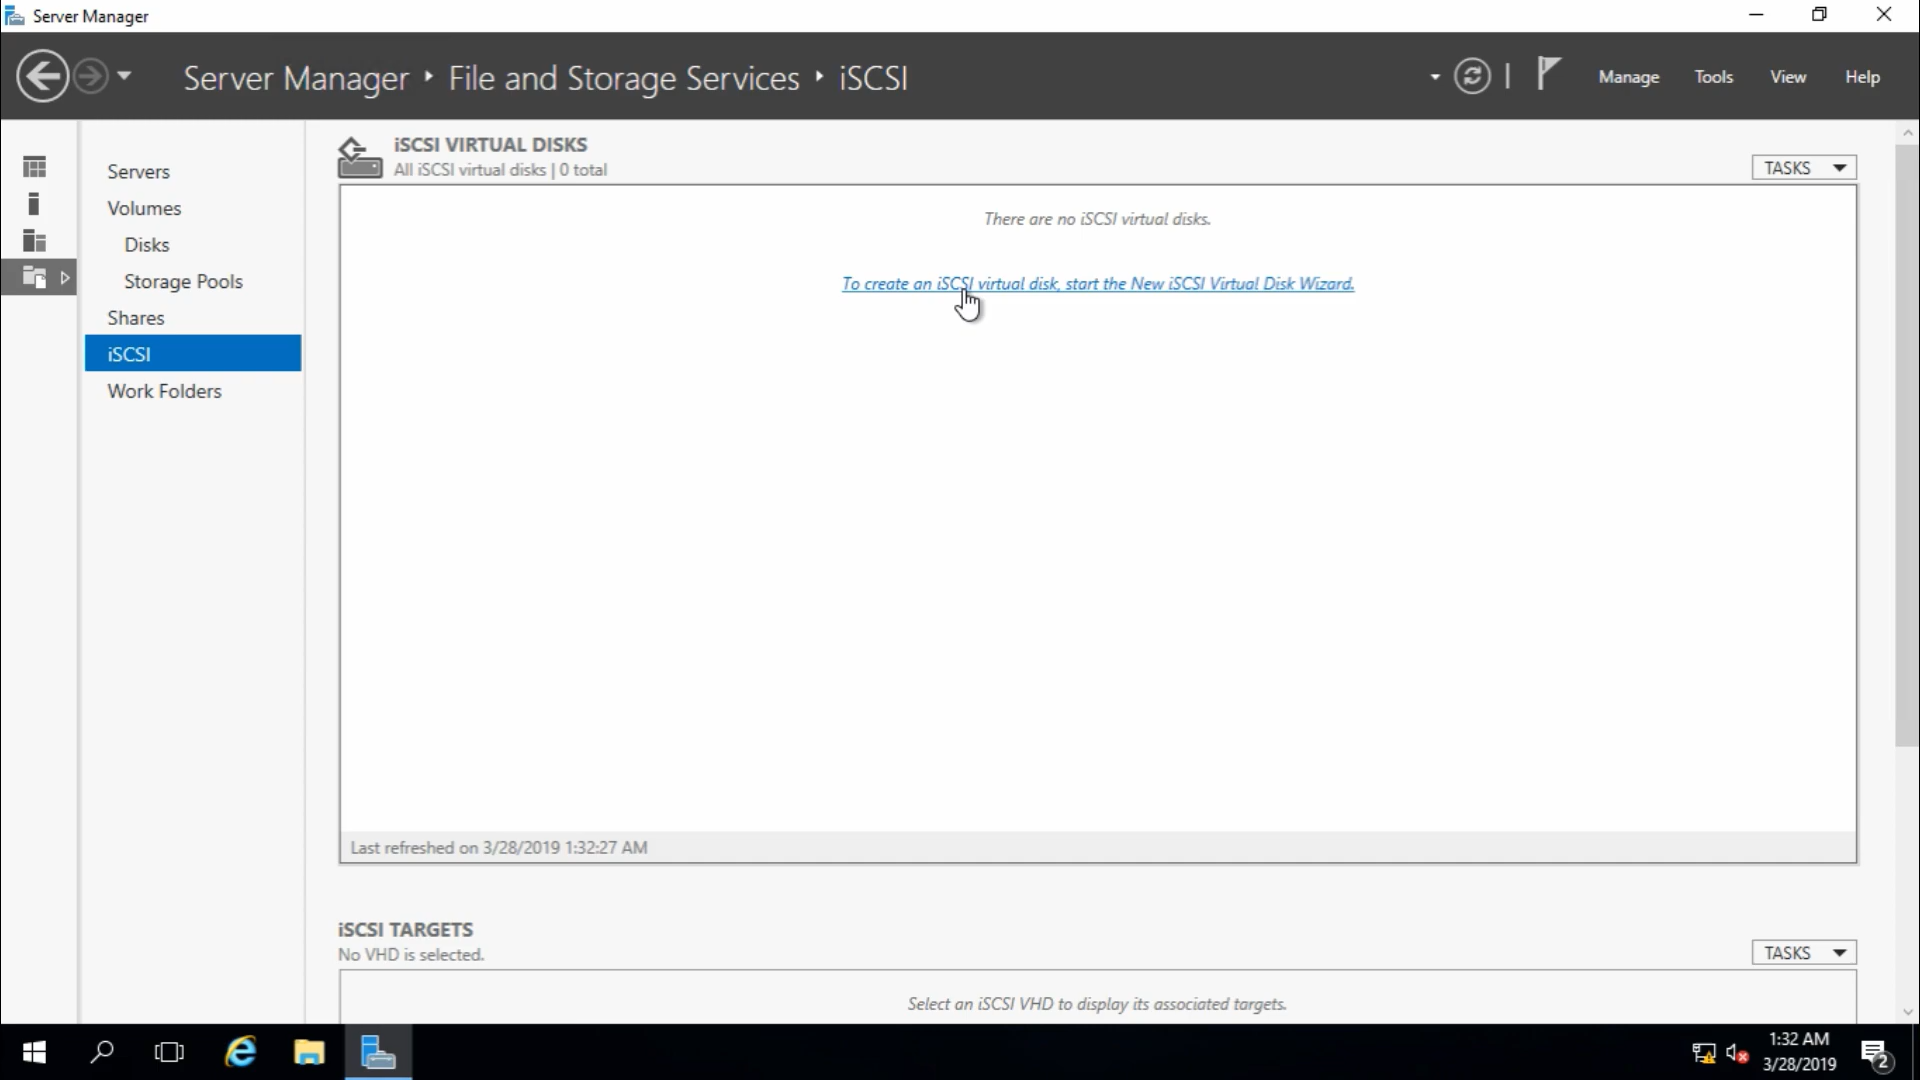 Server Manager
Server Manager ‣ File and Storage Services ‣ iSCSI
Manage Tools View Help
Servers
Volumes
Disks
Storage Pools
Shares
iSCSI
Work Folders
iSCSI VIRTUAL DISKS
All iSCSI virtual disks | 0 total
TASKS
There are no iSCSI virtual disks.
To create an iSCSI virtual disk, start the New iSCSI Virtual Disk Wizard.
Last refreshed on 3/28/2019 1:32:27 AM
iSCSI TARGETS
No VHD is selected.
TASKS
Select an iSCSI VHD to display its associated targets.
1:32 AM
3/28/2019
2